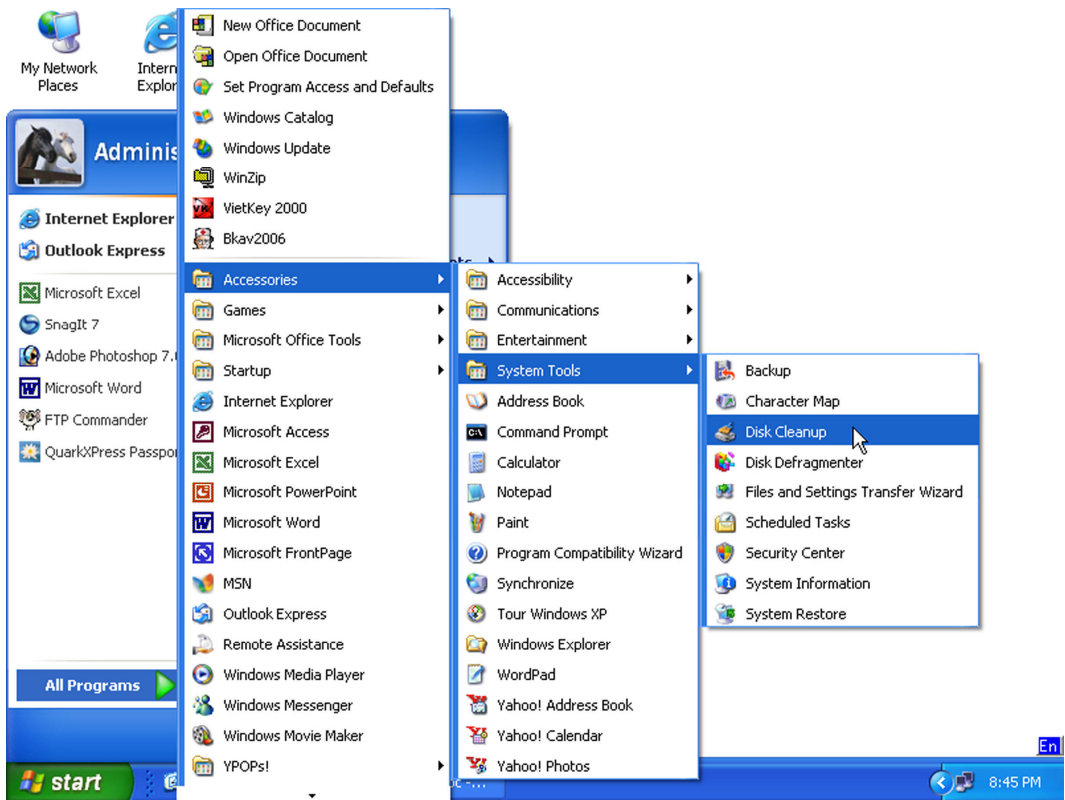 My Network
Places
Intern
Explor
Adminis
Internet Explorer
Outlook Express
Microsoft Excel
SnagIt 7
Adobe Photoshop 7.
Microsoft Word
FTP Commander
QuarkXPress Passpo
All Programs
start
New Office Document
Open Office Document
Set Program Access and Defaults
Windows Catalog
Windows Update
WinZip
VietKey 2000
Bkav2006
Accessories
Games
Microsoft Office Tools
Startup
Internet Explorer
Microsoft Access
Microsoft Excel
Microsoft PowerPoint
Microsoft Word
Microsoft FrontPage
MSN
Outlook Express
Remote Assistance
Windows Media Player
Windows Messenger
Windows Movie Maker
YPOPs!
Accessibility
Communications
Entertainment
System Tools
Address Book
Command Prompt
Calculator
Notepad
Paint
Program Compatibility Wizard
Synchronize
Tour Windows XP
Windows Explorer
WordPad
Yahoo! Address Book
Yahoo! Calendar
Yahoo! Photos
Backup
Character Map
Disk Cleanup
Disk Defragmenter
Files and Settings Transfer Wizard
Scheduled Tasks
Security Center
System Information
System Restore
En
8:45 PM